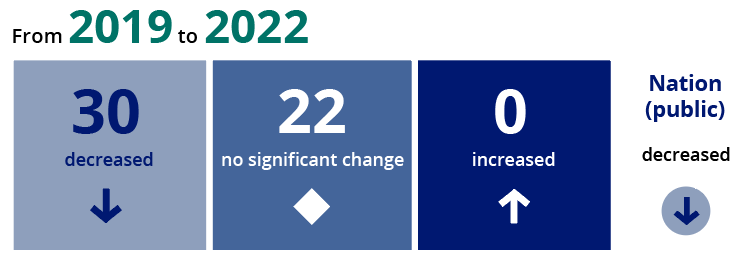 From 2019 to 2022
30
decreased
22
no significant change
0
increased
Nation
(public)
decreased